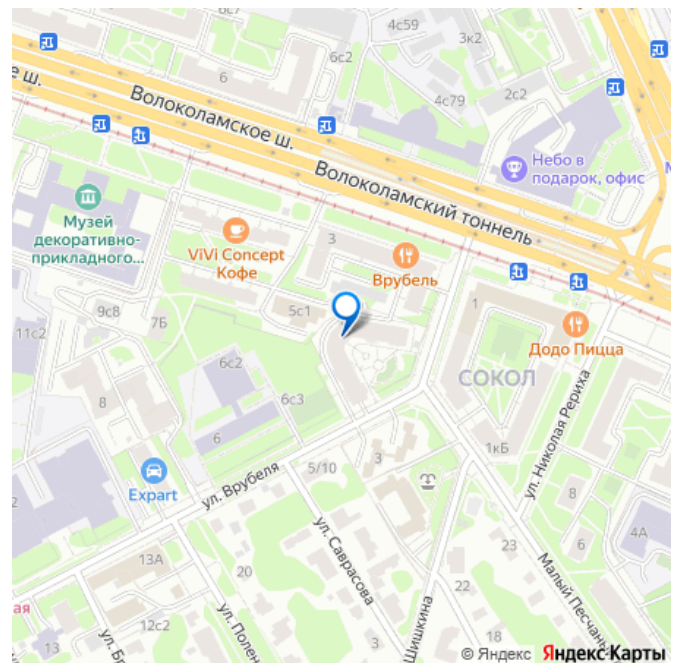 4с59
3к2
6с2
6
е ш.
Волоколамское ш.
4с79
2с2
Небо в
подарок, офис
М
Волоколамский тоннель
Музей
декоративно-
прикладного...
ViVi Concept
Кофе
3
Врубель
9с8
7Б
5с1
1
11с2
Додо Пицца
6с2
СОКОЛ
8
6с3
ул. Николая Рериха
6
1кБ
5/10
3
Expart
ул. Врубеля
8
4А
ул. Саврасова
23
6
13А
20
Малый Песчаны
22
ая
12с2
ул. Полен
Шишкина
13
ул. Б
3
18
© Яндекс Яндекс Карты